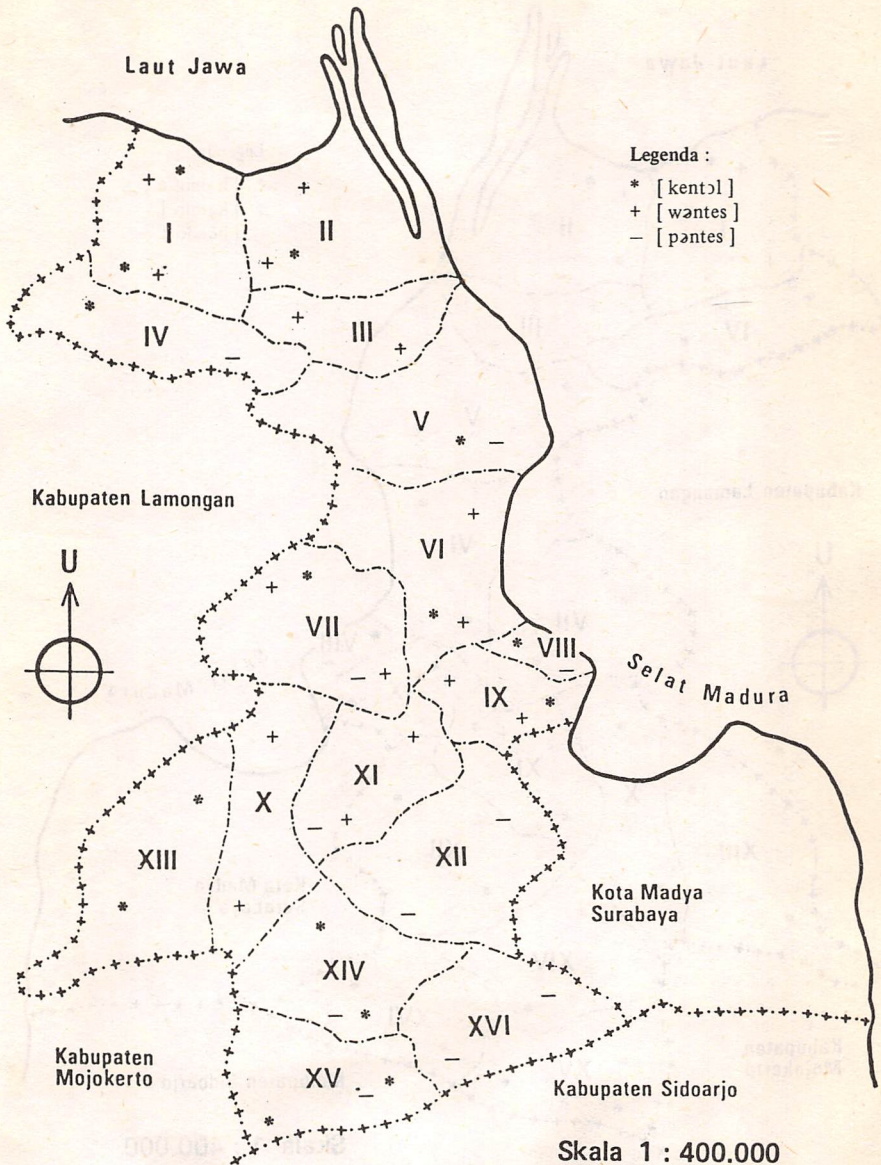 Laut Jawa
Legenda :
* [ kentɔl ]
+ [ wəntes ]
– [ pəntes ]
I
II
III
IV
V
Kabupaten Lamongan
VI
U
VII
VIII
Selat Madura
IX
X
XI
XII
XIII
Kota Madya
Surabaya
XIV
XVI
Kabupaten
Mojokerto
XV
Kabupaten Sidoarjo
Skala 1 : 400.000